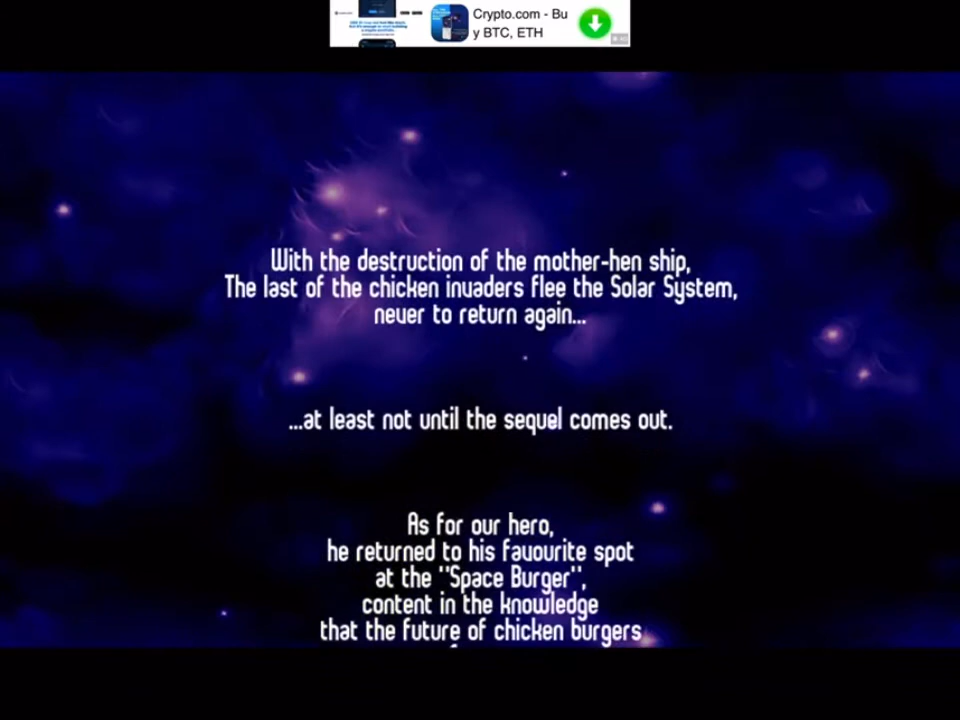 Crypto.com - Bu
y BTC, ETH
With the destruction of the mother-hen ship,
The last of the chicken invaders flee the Solar System,
never to return again...
...at least not until the sequel comes out.
As for our hero,
he returned to his favourite spot
at the "Space Burger",
content in the knowledge
that the future of chicken burgers